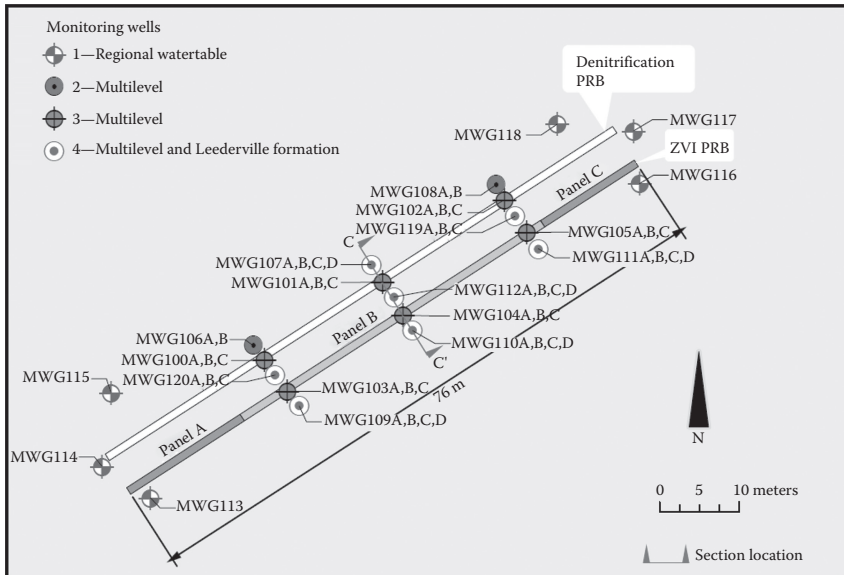 Monitoring wells
1—Regional watertable
2—Multilevel
3—Multilevel
4—Multilevel and Leederville formation
Denitrification
PRB
MWG118
MWG117
ZVI PRB
MWG116
Panel C
MWG108A,B
MWG102A,B,C
MWG119A,B,C
MWG105A,B,C
MWG111A,B,C,D
C
MWG107A,B,C,D
MWG101A,B,C
MWG112A,B,C,D
Panel B
MWG104A,B,C
MWG110A,B,C,D
C'
MWG106A,B
MWG100A,B,C
MWG120A,B,C
MWG115
MWG103A,B,C
76 m
MWG109A,B,C,D
Panel A
MWG114
MWG113
N
0 5 10 meters
Section location